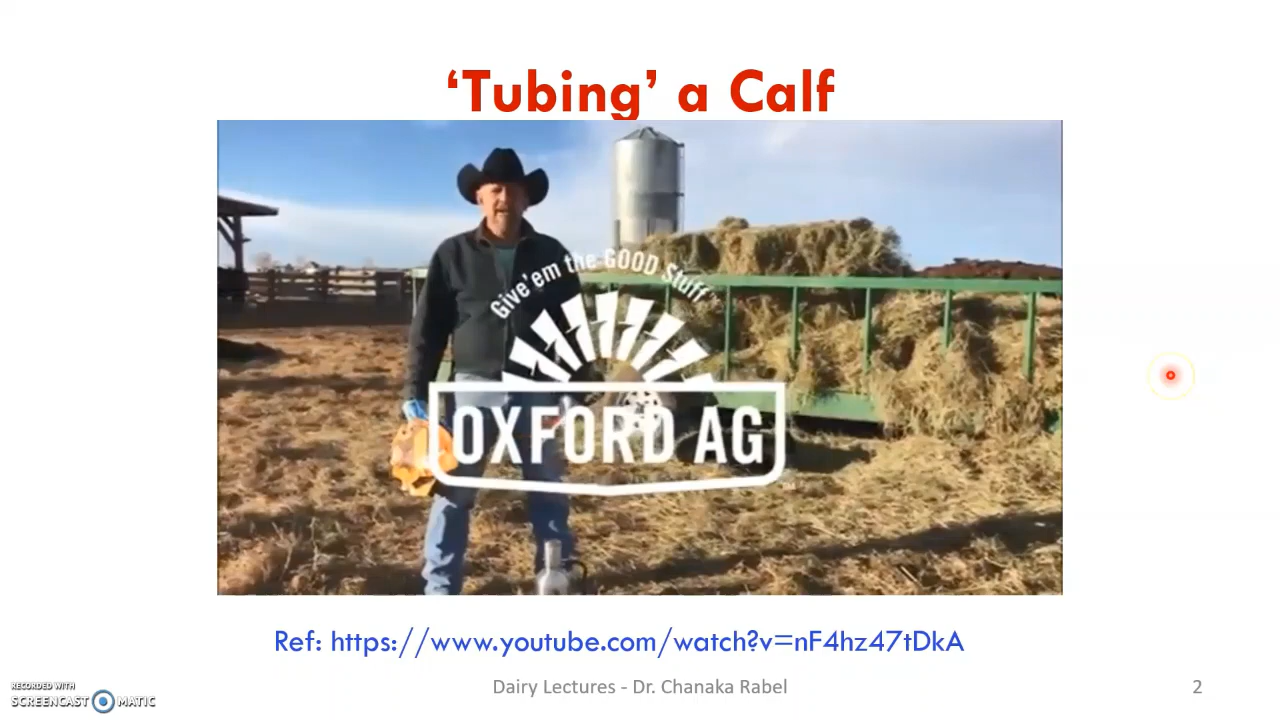 ‘Tubing’ a Calf
Give'em the GOOD Stuff
OXFORD AG
Ref: https://www.youtube.com/watch?v=nF4hz47tDkA
Dairy Lectures - Dr. Chanaka Rabel
2
RECORDED WITH
SCREENCAST MATIC